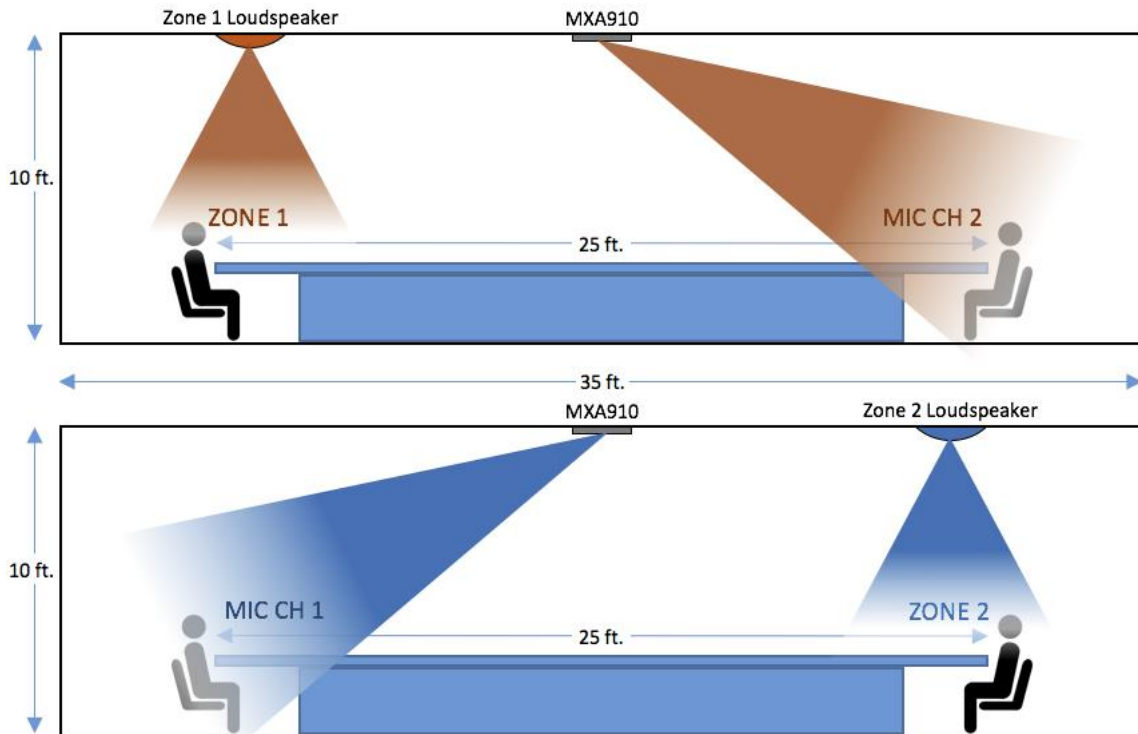 Zone 1 Loudspeaker
MXA910
10 ft.
ZONE 1
MIC CH 2
25 ft.
35 ft.
MXA910
Zone 2 Loudspeaker
10 ft.
MIC CH 1
ZONE 2
25 ft.